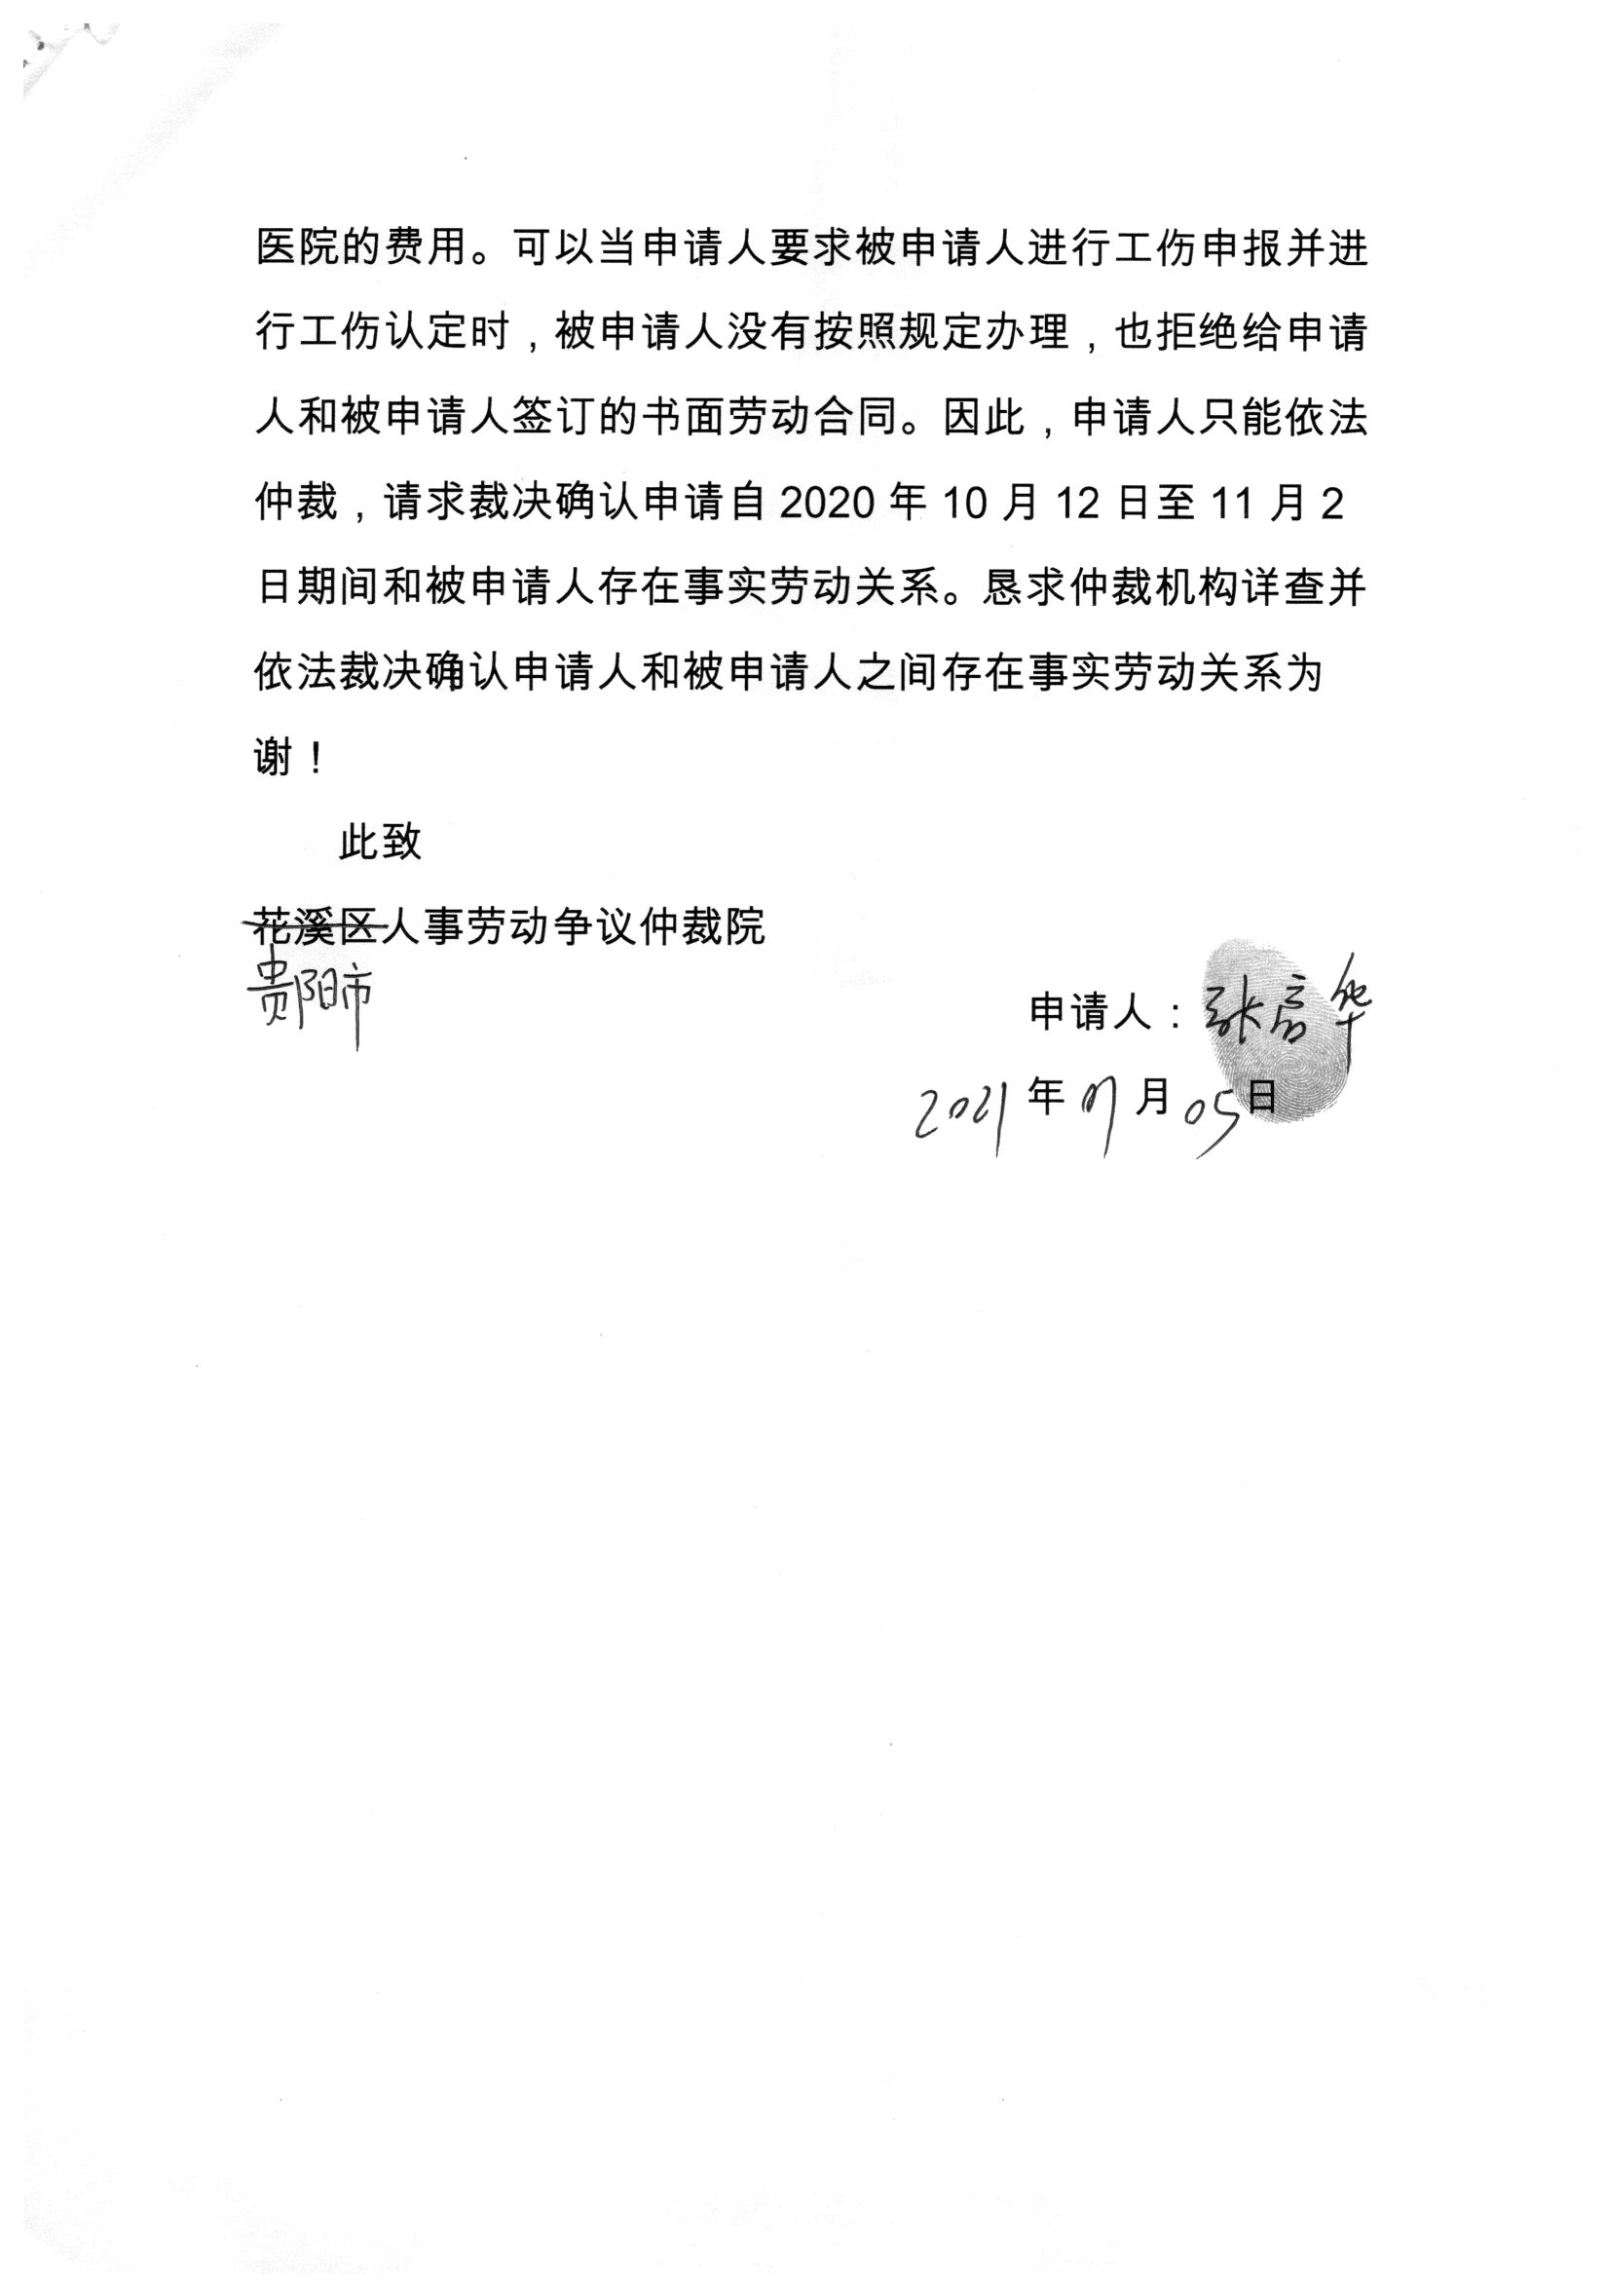 医院的费用。可以当申请人要求被申请人进行工伤申报并进
行工伤认定时，被申请人没有按照规定办理，也拒绝给申请
人和被申请人签订的书面劳动合同。因此，申请人只能依法
仲裁，请求裁决确认申请自 2020 年 10 月 12 日至 11 月 2
日期间和被申请人存在事实劳动关系。恳求仲裁机构详查并
依法裁决确认申请人和被申请人之间存在事实劳动关系为
谢！
此致
花溪区人事劳动争议仲裁院
贵阳市
申请人：张 华
2021 年 月 05 日